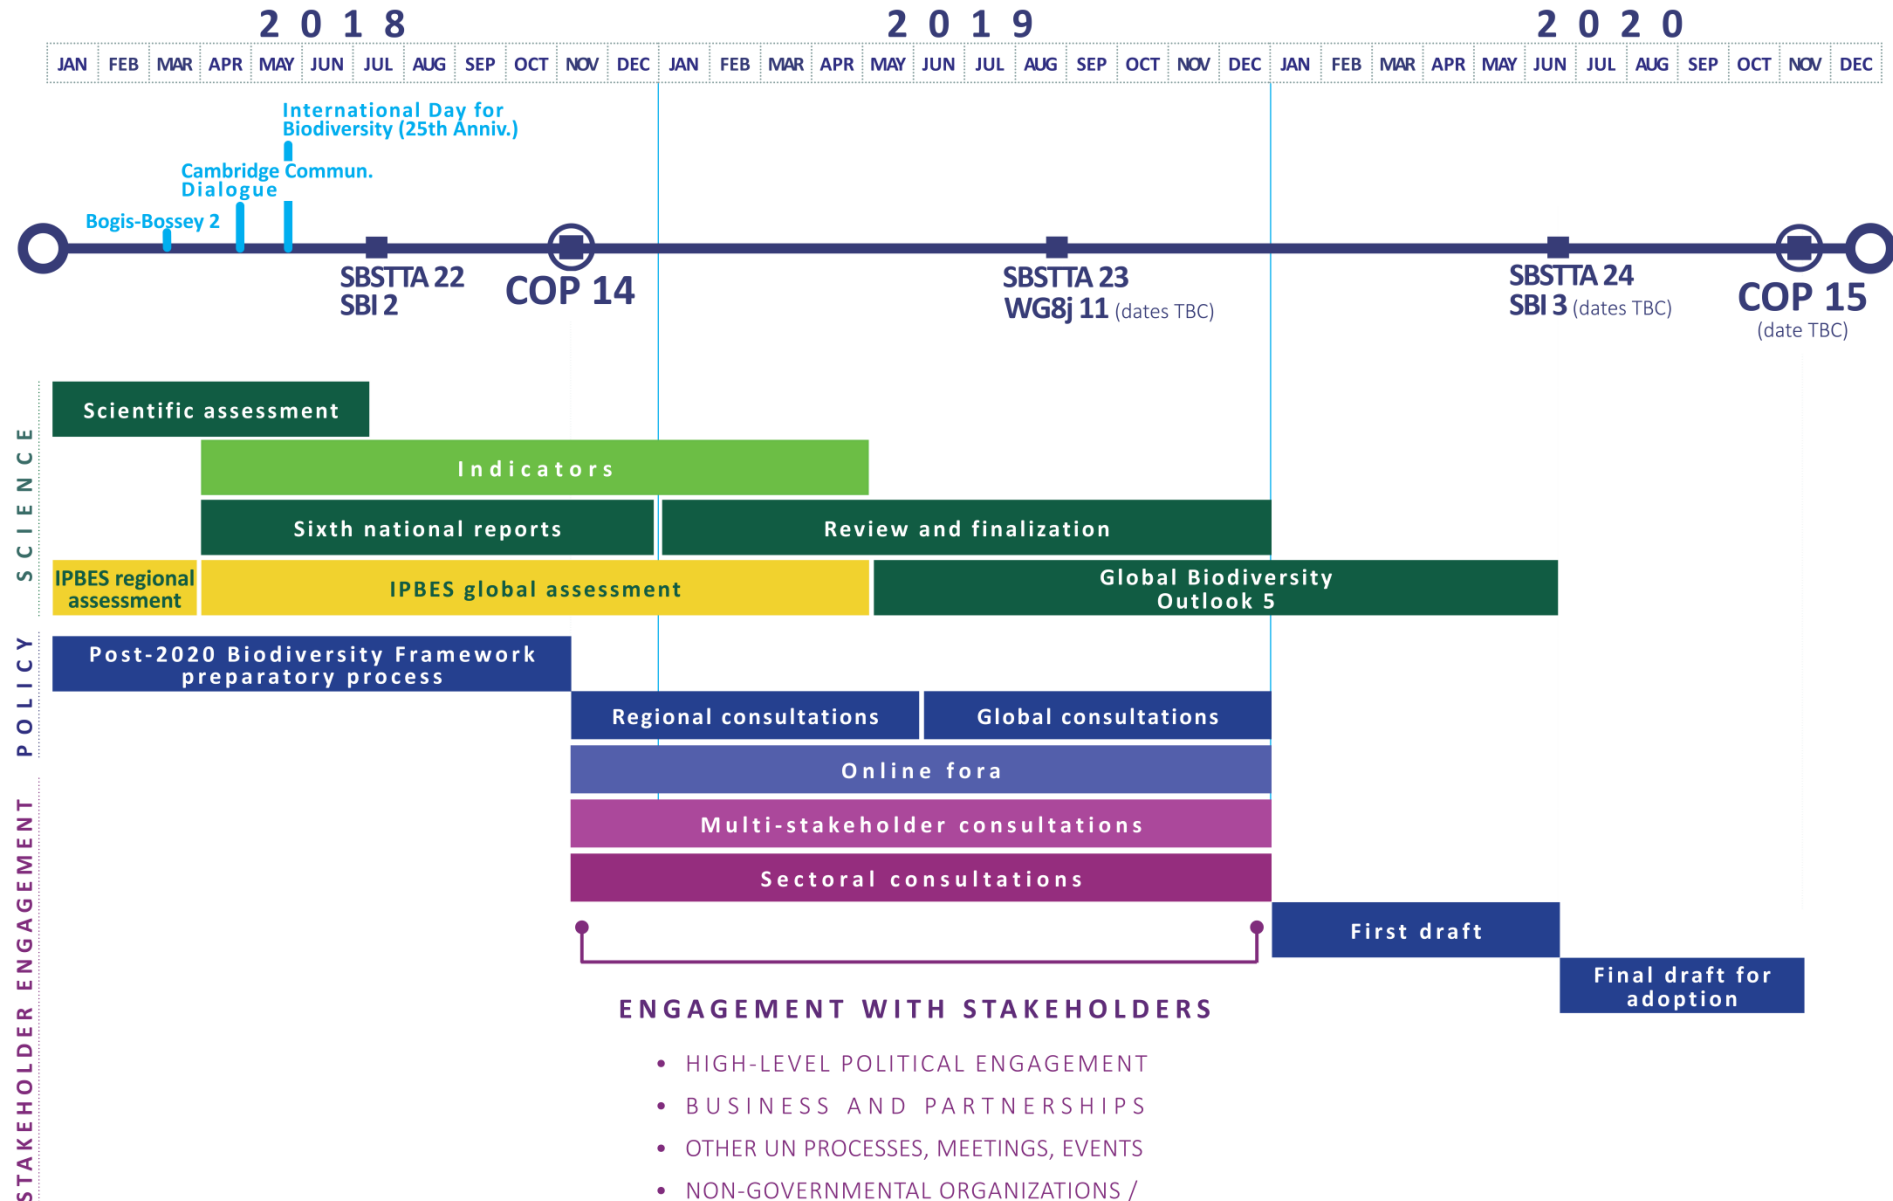 2018 2019 2020
JAN FEB MAR APR MAY JUN JUL AUG SEP OCT NOV DEC JAN FEB MAR APR MAY JUN JUL AUG SEP OCT NOV DEC JAN FEB MAR APR MAY JUN JUL AUG SEP OCT NOV DEC
International Day for
Biodiversity (25th Anniv.)
Cambridge Commun.
Dialogue
Bogis-Bossey 2
SBSTTA 22
SBI 2
COP 14
SBSTTA 23
WG8j 11 (dates TBC)
SBSTTA 24
SBI 3 (dates TBC)
COP 15
(date TBC)
SCIENCE
Scientific assessment
Indicators
Sixth national reports
Review and finalization
IPBES regional
assessment
IPBES global assessment
Global Biodiversity
Outlook 5
POLICY
Post-2020 Biodiversity Framework
preparatory process
Regional consultations
Global consultations
Online fora
STAKEHOLDER ENGAGEMENT
Multi-stakeholder consultations
Sectoral consultations
First draft
Final draft for
adoption
ENGAGEMENT WITH STAKEHOLDERS
• HIGH-LEVEL POLITICAL ENGAGEMENT
• BUSINESS AND PARTNERSHIPS
• OTHER UN PROCESSES, MEETINGS, EVENTS
• NON-GOVERNMENTAL ORGANIZATIONS /